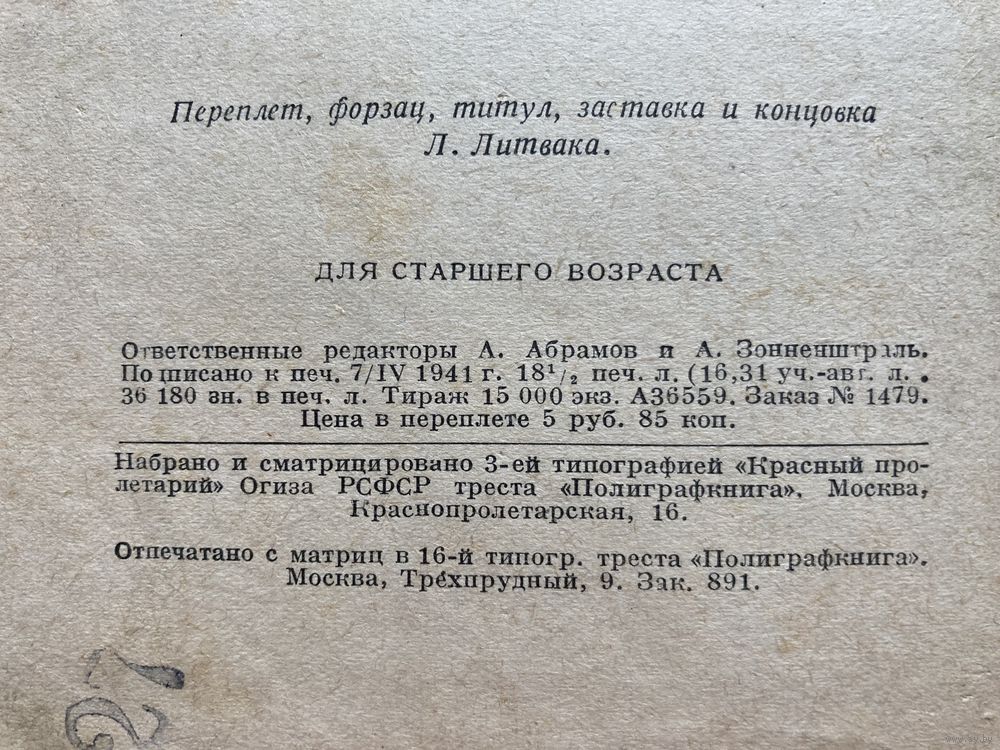 Переплет, форзац, титул, заставка и концовка
Л. Литвака.
ДЛЯ СТАРШЕГО ВОЗРАСТА
Ответственные редакторы А. Абрамов и А. Зонненштраль.
Подписано к печ. 7/IV 1941 г. 18¹/₂ печ. л. (16,31 уч.-авт. л. .
36 180 зн. в печ. л. Тираж 15 000 экз. А36559. Заказ № 1479.
Цена в переплете 5 руб. 85 коп.
Набрано и сматрицировано 3-ей типографией «Красный про-
летарий» Огиза РСФСР треста «Полиграфкнига». Москва,
Краснопролетарская, 16.
Отпечатано с матриц в 16-й типогр. треста «Полиграфкнига».
Москва, Трехпрудный, 9. Зак. 891.